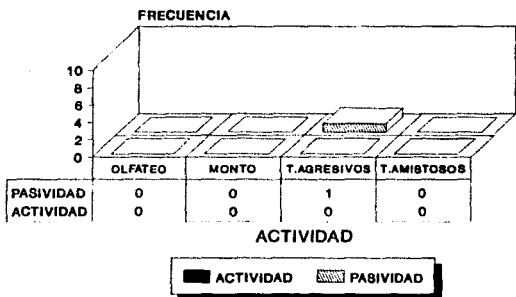 FRECUENCIA
10
8
6
4
2
0
OLFATEO MONTO T.AGRESIVOS T.AMISTOSOS
PASIVIDAD 0 0 1 0
ACTIVIDAD 0 0 0 0
ACTIVIDAD
ACTIVIDAD PASIVIDAD